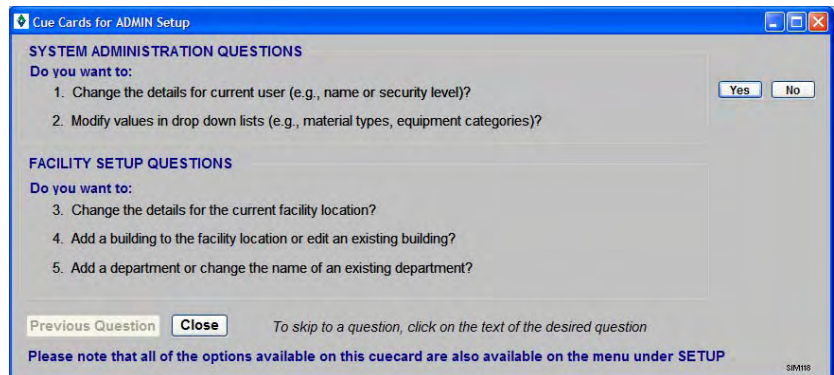 Cue Cards for ADMIN Setup
SYSTEM ADMINISTRATION QUESTIONS
Do you want to:
1. Change the details for current user (e.g., name or security level)?
Yes No
2. Modify values in drop down lists (e.g., material types, equipment categories)?
FACILITY SETUP QUESTIONS
Do you want to:
3. Change the details for the current facility location?
4. Add a building to the facility location or edit an existing building?
5. Add a department or change the name of an existing department?
Previous Question Close To skip to a question, click on the text of the desired question
Please note that all of the options available on this cuecard are also available on the menu under SETUP
SIM118